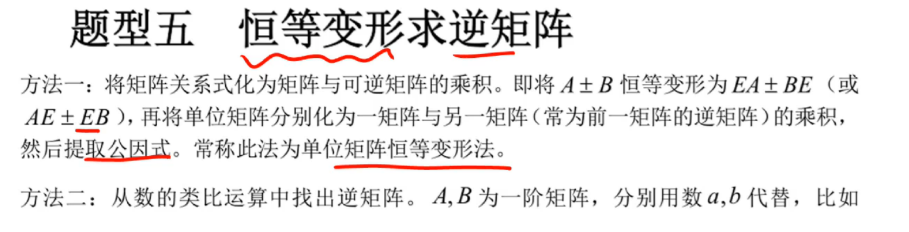 题型五 恒等变形求逆矩阵
方法一：将矩阵关系式化为矩阵与可逆矩阵的乘积。即将 A ± B 恒等变形为 EA ± BE（或
AE ± EB），再将单位矩阵分别化为一矩阵与另一矩阵（常为前一矩阵的逆矩阵）的乘积，
然后提取公因式。常称此法为单位矩阵恒等变形法。
方法二：从数的类比运算中找出逆矩阵。A,B 为一阶矩阵，分别用数 a,b 代替，比如